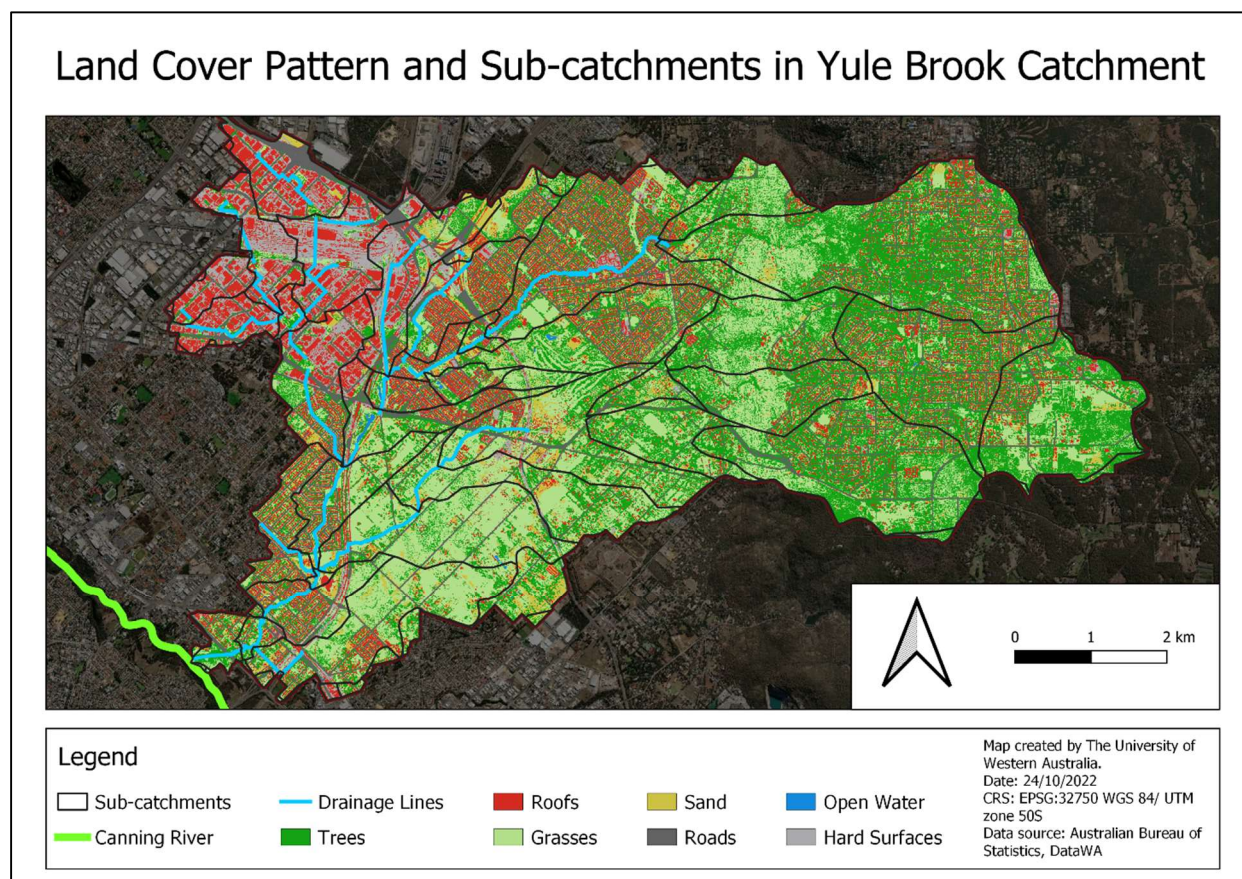 Land Cover Pattern and Sub-catchments in Yule Brook Catchment
0 1 2 km
Legend
Sub-catchments
Drainage Lines
Roofs
Sand
Open Water
Canning River
Trees
Grasses
Roads
Hard Surfaces
Map created by The University of
Western Australia.
Date: 24/10/2022
CRS: EPSG:32750 WGS 84/ UTM
zone 50S
Data source: Australian Bureau of
Statistics, DataWA